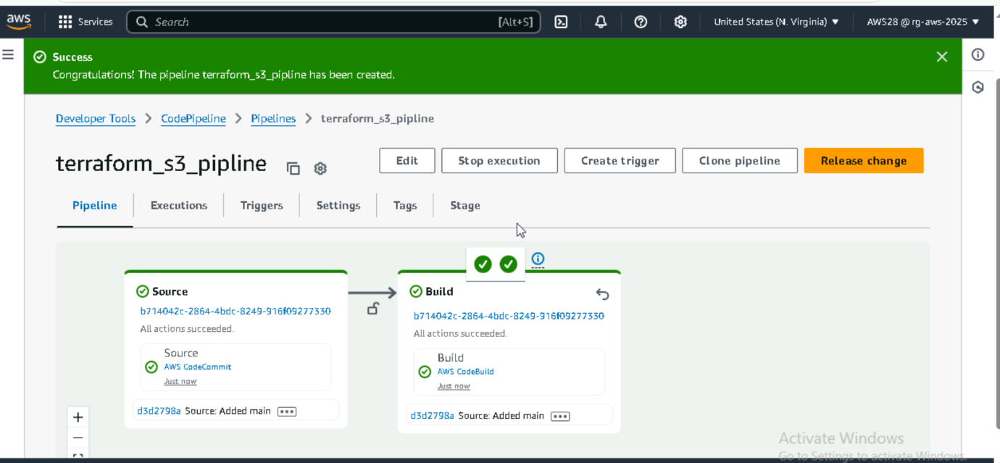 aws Services Search [Alt+S] United States (N. Virginia) ▼ AWS28 @ rg-aws-2025 ▼
Success
Congratulations! The pipeline terraform_s3_pipline has been created.
Developer Tools > CodePipeline > Pipelines > terraform_s3_pipline
terraform_s3_pipline Edit Stop execution Create trigger Clone pipeline Release change
Pipeline Executions Triggers Settings Tags Stage
Source
b714042c-2864-4bdc-8249-916f09277330
All actions succeeded.
Source
AWS CodeCommit
Just now
d3d2798a Source: Added main
Build
b714042c-2864-4bdc-8249-916f09277330
All actions succeeded.
Build
AWS CodeBuild
Just now
d3d2798a Source: Added main
Activate Windows
Go to Settings to activate Windows.